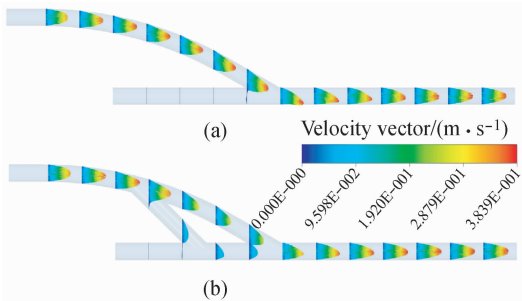 (a)
Velocity vector/(m • s⁻¹)
0.000E-000
9.598E-002
1.920E-001
2.879E-001
3.839E-001
(b)